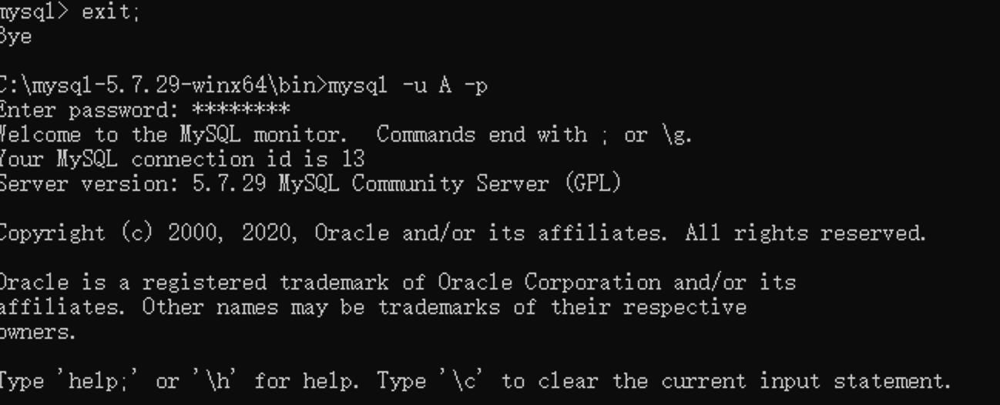 mysql> exit;
Bye
C:\mysql-5.7.29-winx64\bin>mysql -u A -p
Enter password: ********
Welcome to the MySQL monitor.  Commands end with ; or \g.
Your MySQL connection id is 13
Server version: 5.7.29 MySQL Community Server (GPL)
Copyright (c) 2000, 2020, Oracle and/or its affiliates. All rights reserved.
Oracle is a registered trademark of Oracle Corporation and/or its
affiliates. Other names may be trademarks of their respective
owners.
Type 'help;' or '\h' for help. Type '\c' to clear the current input statement.